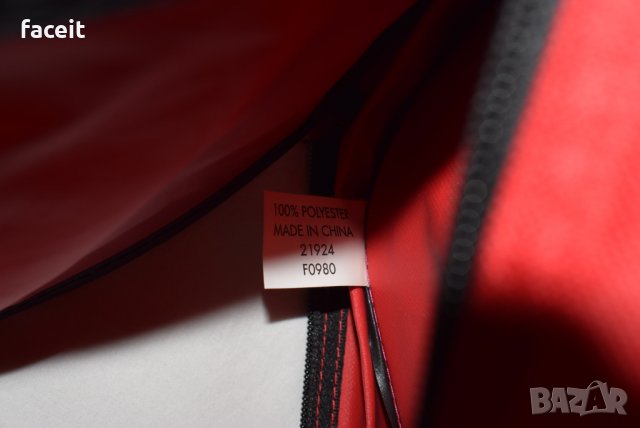 faceit
100% POLYESTER
MADE IN CHINA
21924
F0980
BAZAR